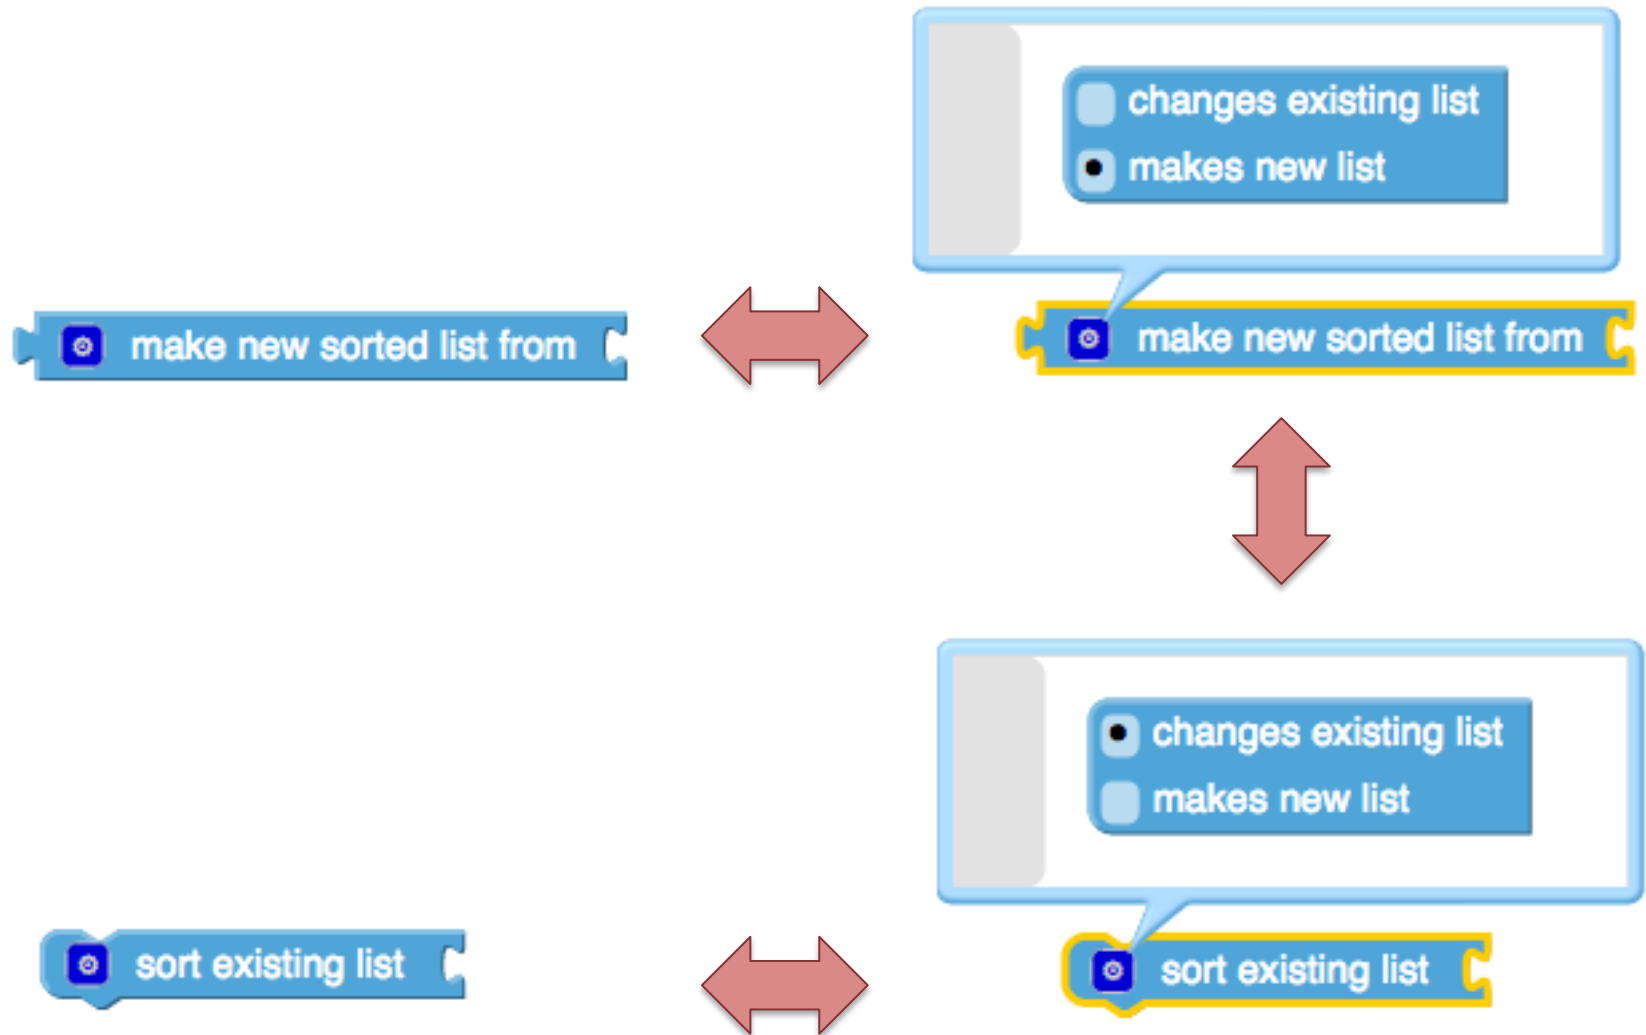 changes existing list
makes new list
make new sorted list from
make new sorted list from
changes existing list
makes new list
sort existing list
sort existing list